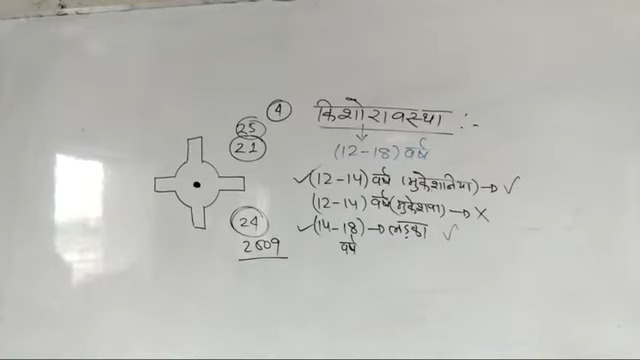 4 किशोरावस्था :-
25
21
(12-18) वर्ष
✓(12-14) वर्ष (मुकेशनिया) → ✓
(12-14) वर्ष (मुकेशवा) → X
24 ✓(14-18) → लड़का ✓
वर्ष
2609